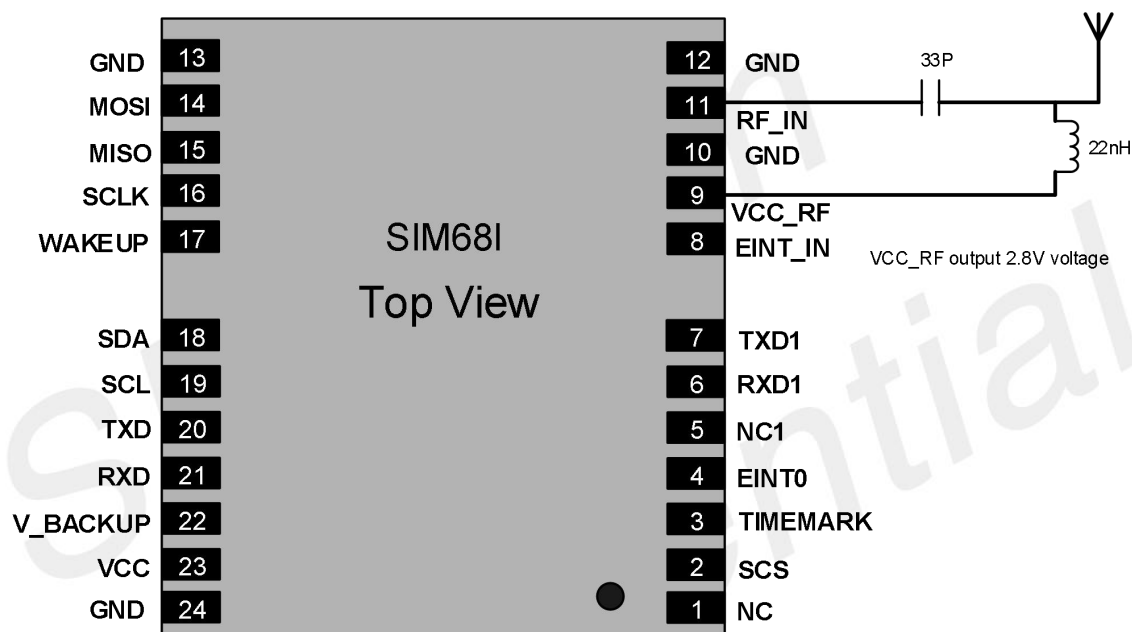 GND 13
MOSI 14
MISO 15
SCLK 16
WAKEUP 17
SDA 18
SCL 19
TXD 20
RXD 21
V_BACKUP 22
VCC 23
GND 24
SIM68I
Top View
12 GND
11 RF_IN
10 GND
9 VCC_RF
8 EINT_IN
7 TXD1
6 RXD1
5 NC1
4 EINT0
3 TIMEMARK
2 SCS
1 NC
33P
22nH
VCC_RF output 2.8V voltage